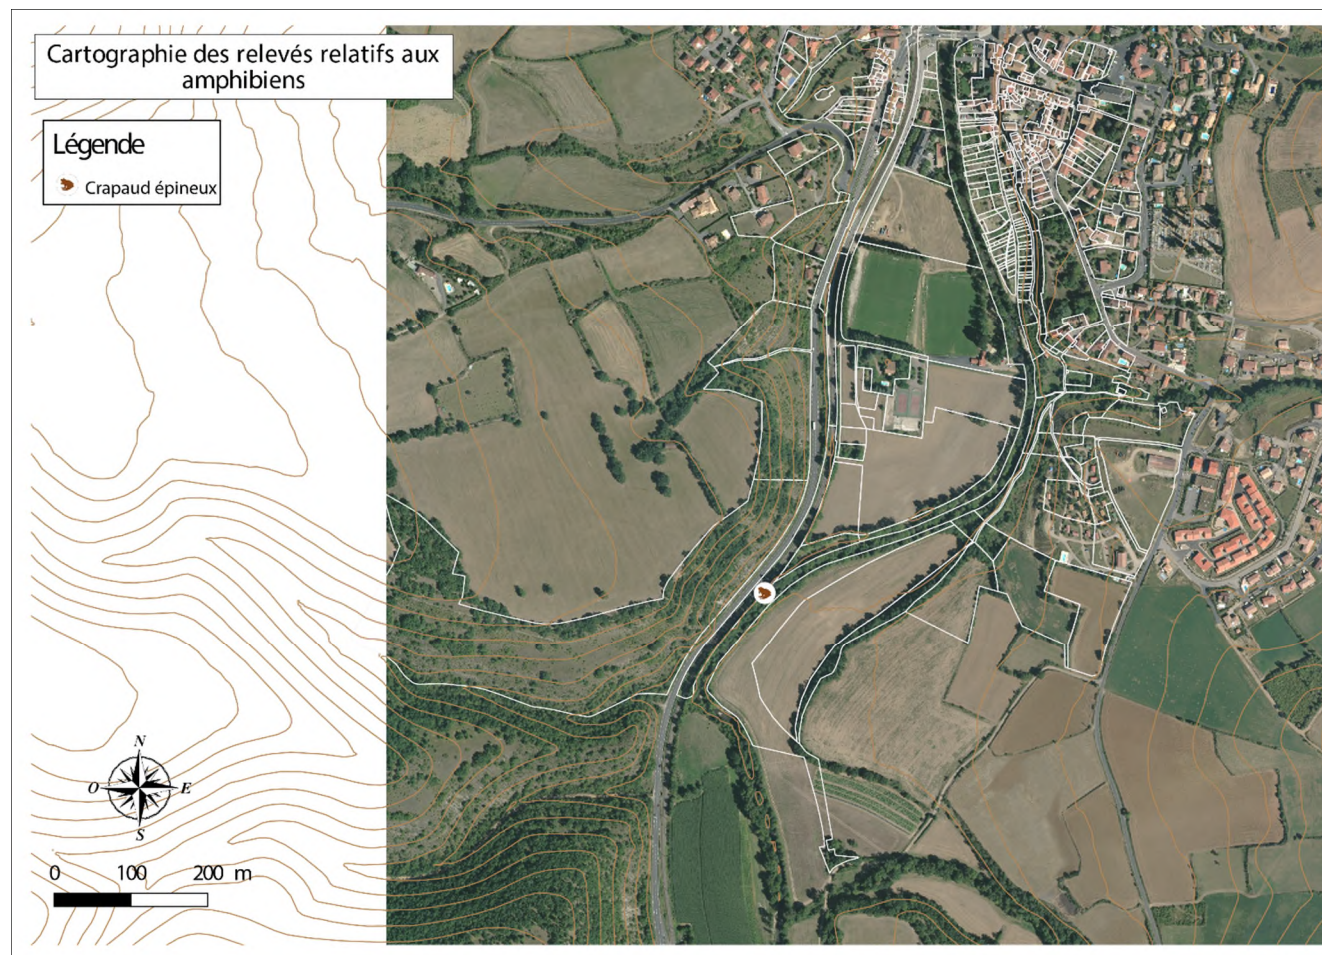 Cartographie des relevés relatifs aux
amphibiens
Légende
Crapaud épineux
N
O
E
S
0 100 200 m